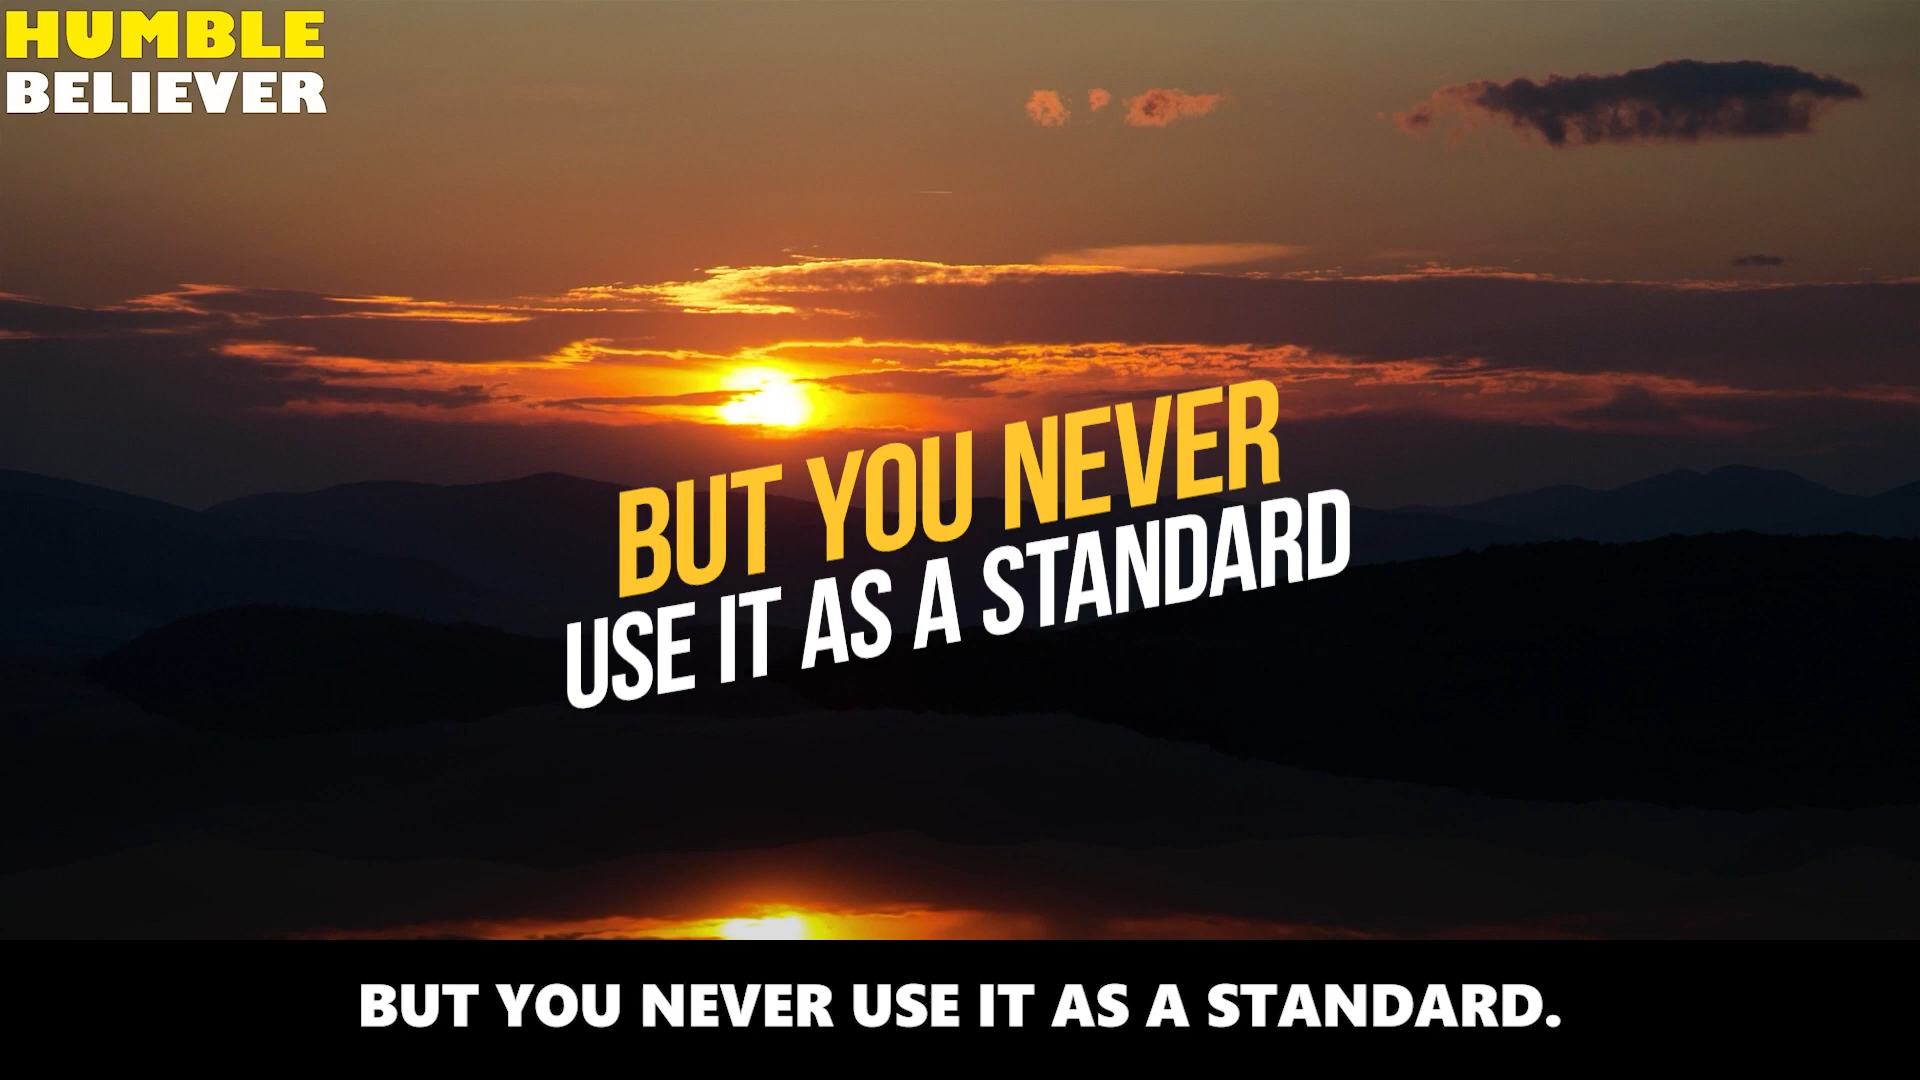 HUMBLE
BELIEVER
BUT YOU NEVER
USE IT AS A STANDARD
BUT YOU NEVER USE IT AS A STANDARD.